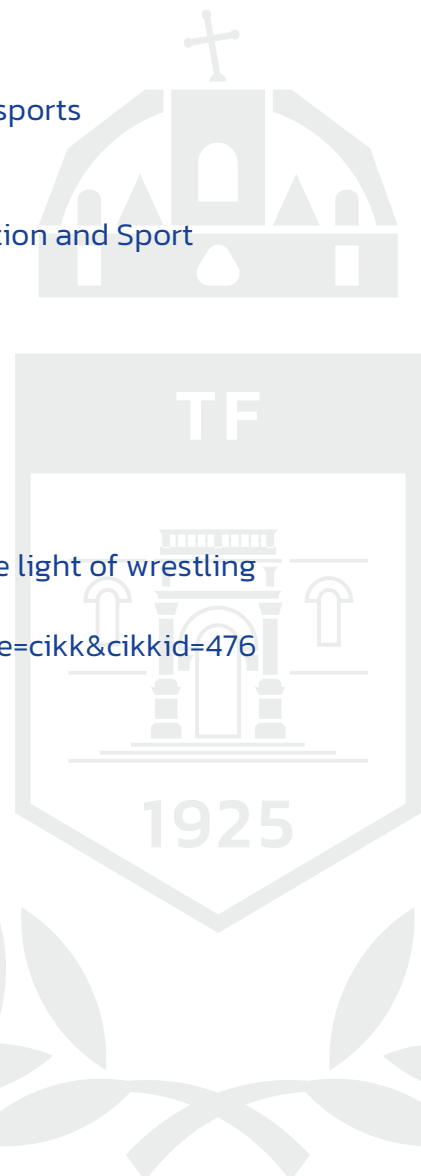 sports
tion and Sport
TF
e light of wrestling
e=cikk&cikkid=476
1925